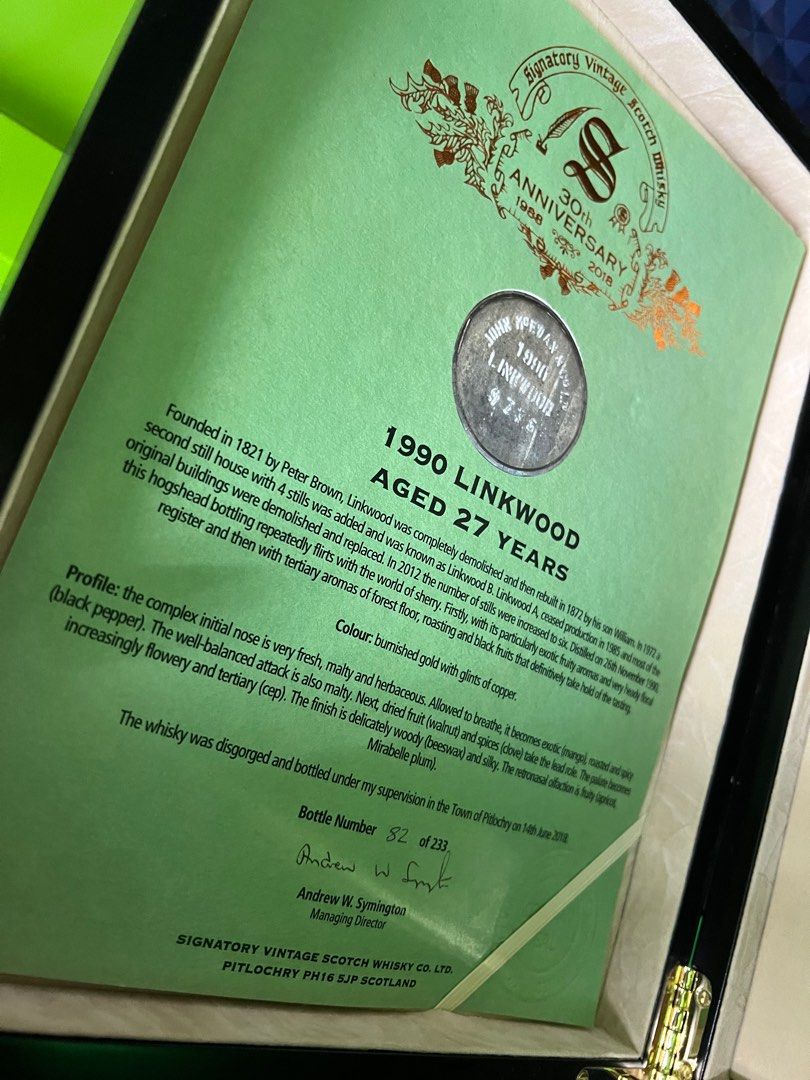 Signatory Vintage Scotch Whisky
S
30th
ANNIVERSARY
1988 2018
JOHN McEWAN
1990
LINKWOOD
1990 LINKWOOD
AGED 27 YEARS
Founded in 1821 by Peter Brown, Linkwood was completely demolished and then rebuilt in 1872 by his son William. In 1972 a
second still house with 4 stills was added and was known as Linkwood B. Linkwood A, ceased production in 1985 and most of the
original buildings were demolished and replaced. In 2012 the number of stills were increased to six. Distilled on 26th November 1990,
this hogshead bottling repeatedly flirts with the world of sherry. Firstly, with its particularly exotic fruity aromas and very heady floral
register and then with tertiary aromas of forest floor, roasting and black fruits that definitively take hold of the tasting.
Colour: burnished gold with glints of copper.
Profile: the complex initial nose is very fresh, malty and herbaceous. Allowed to breathe, it becomes exotic (mango), roasted and spicy
(black pepper). The well-balanced attack is also malty. Next, dried fruit (walnut) and spices (clove) take the lead role. The palate becomes
increasingly flowery and tertiary (cep). The finish is delicately woody (beeswax) and silky. The retronasal olfaction is fruity (apricot,
Mirabelle plum).
The whisky was disgorged and bottled under my supervision in the Town of Pitlochry on 14th June 2018.
Bottle Number 82 of 233
Andrew W Symington
Andrew W. Symington
Managing Director
SIGNATORY VINTAGE SCOTCH WHISKY CO. LTD.
PITLOCHRY PH16 5JP SCOTLAND